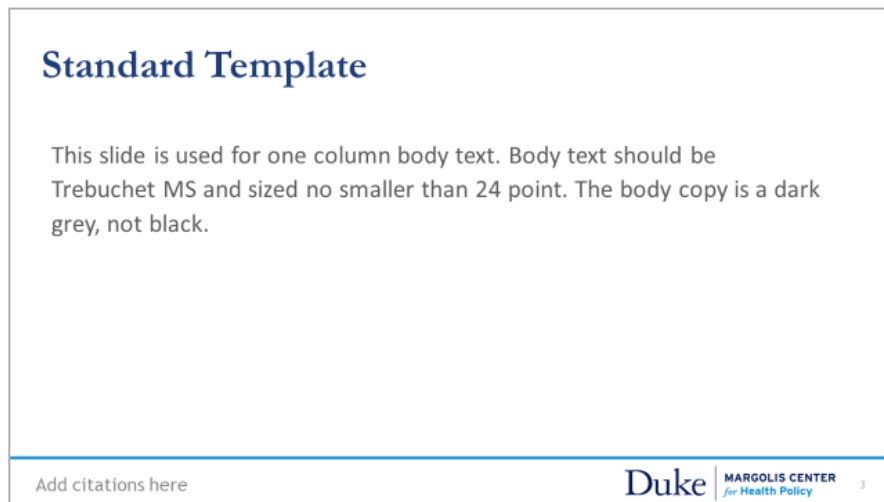 Standard Template
This slide is used for one column body text. Body text should be
Trebuchet MS and sized no smaller than 24 point. The body copy is a dark
grey, not black.
Add citations here
Duke
MARGOLIS CENTER
for Health Policy
3